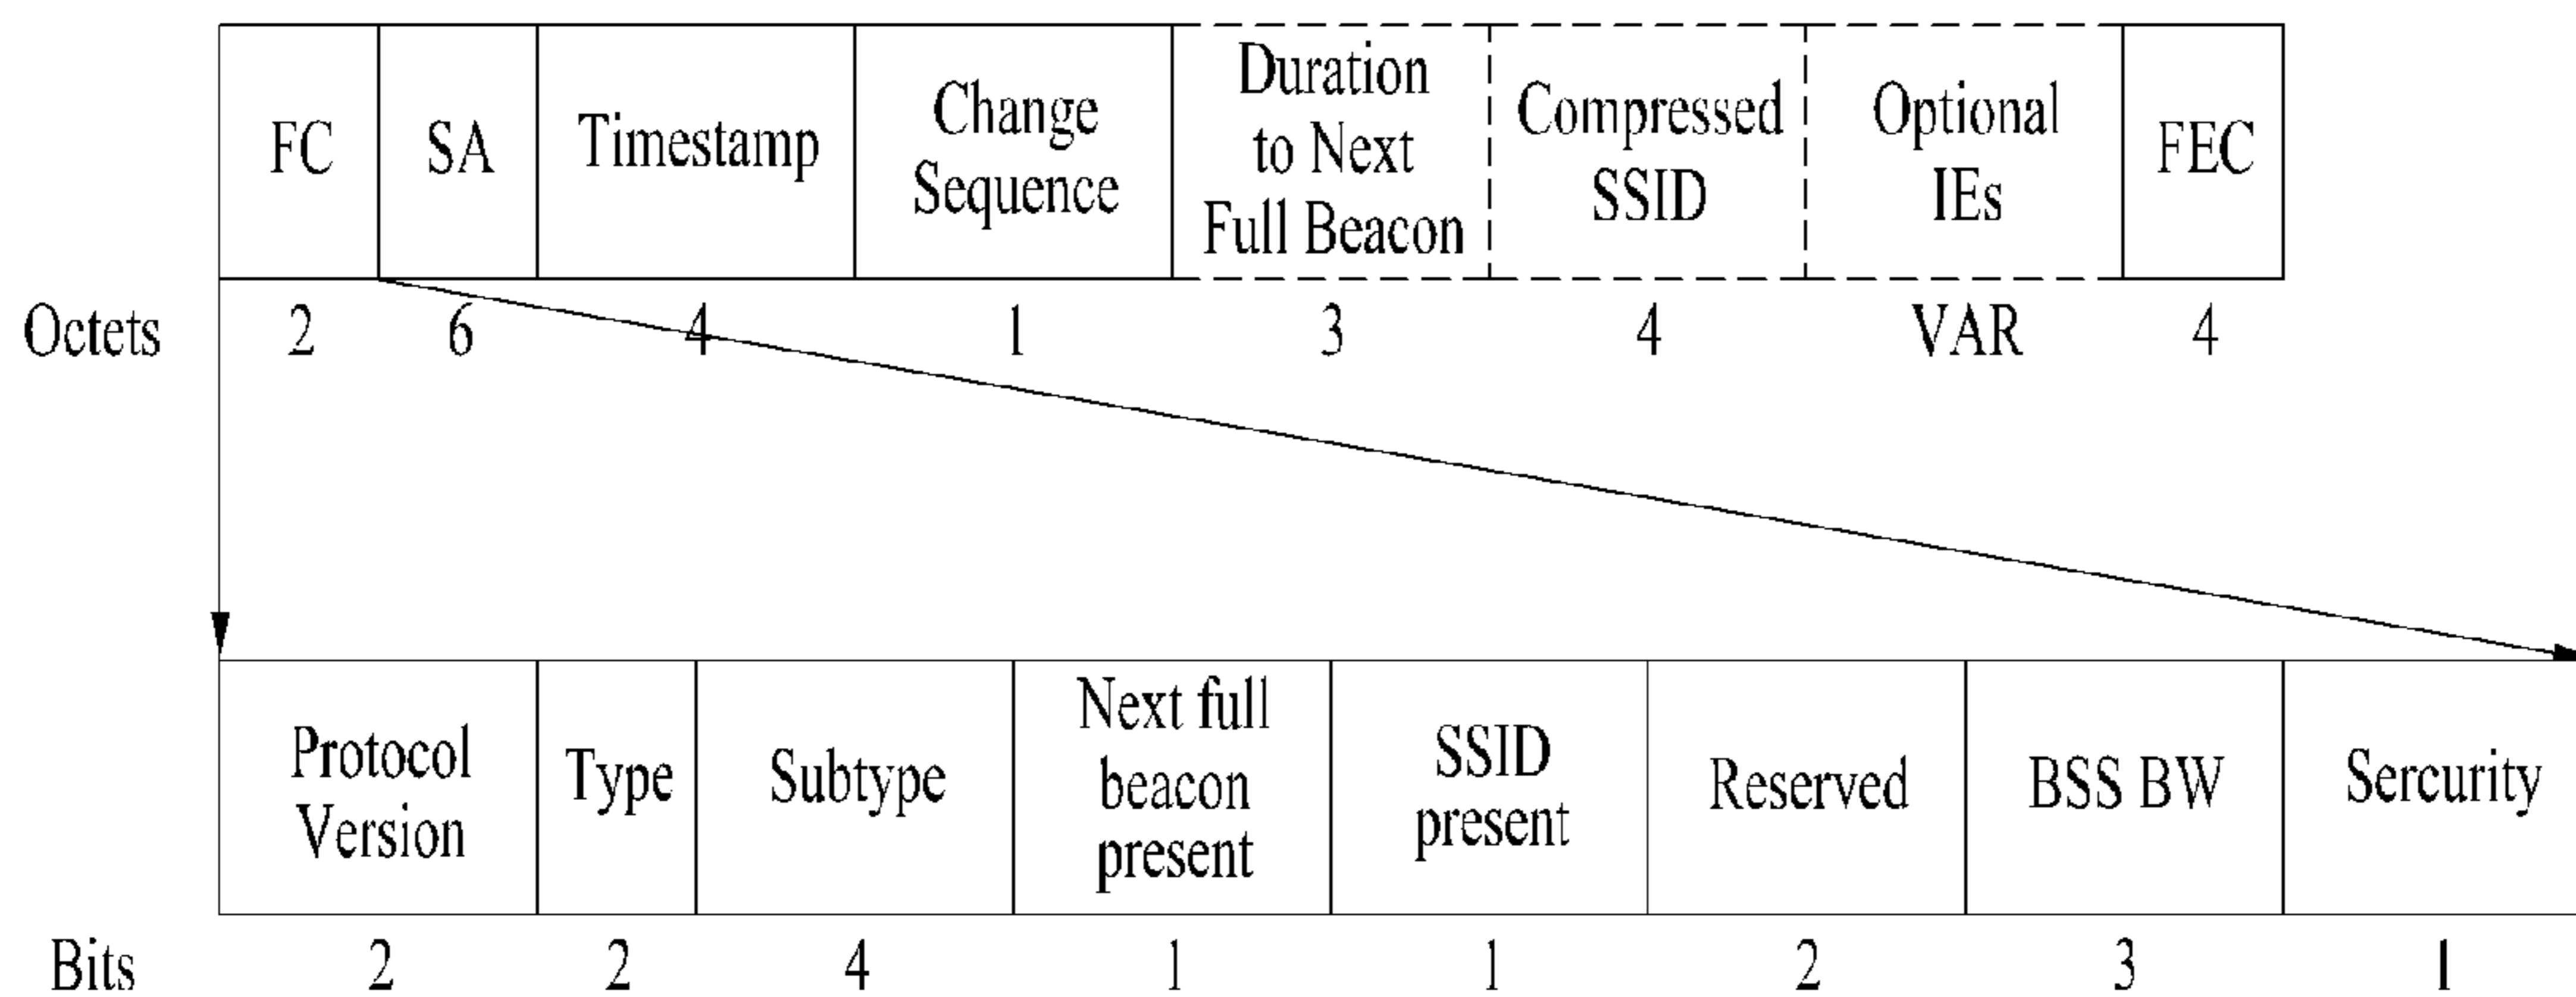 FC
SA
Timestamp
Change
Sequence
Duration
to Next
Full Beacon
Compressed
SSID
Optional
IEs
FEC
Octets 2 6 4 1 3 4 VAR 4
Protocol
Version
Type
Subtype
Next full
beacon
present
SSID
present
Reserved
BSS BW
Sercurity
Bits 2 2 4 1 1 2 3 1